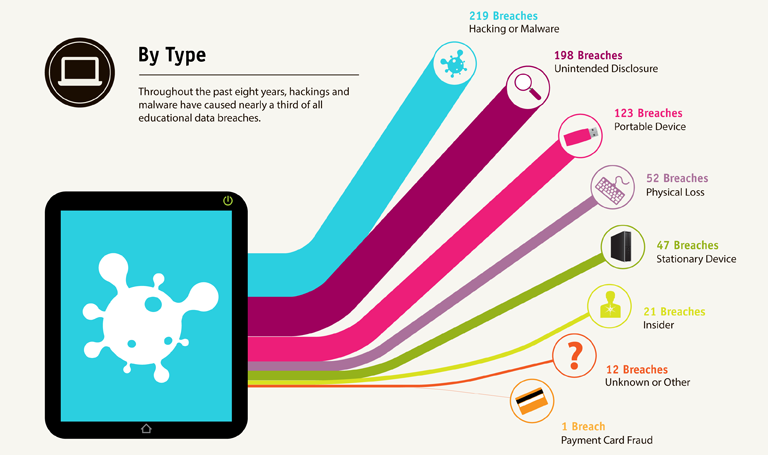 By Type
Throughout the past eight years, hackings and
malware have caused nearly a third of all
educational data breaches.
219 Breaches
Hacking or Malware
198 Breaches
Unintended Disclosure
123 Breaches
Portable Device
52 Breaches
Physical Loss
47 Breaches
Stationary Device
21 Breaches
Insider
?
12 Breaches
Unknown or Other
1 Breach
Payment Card Fraud